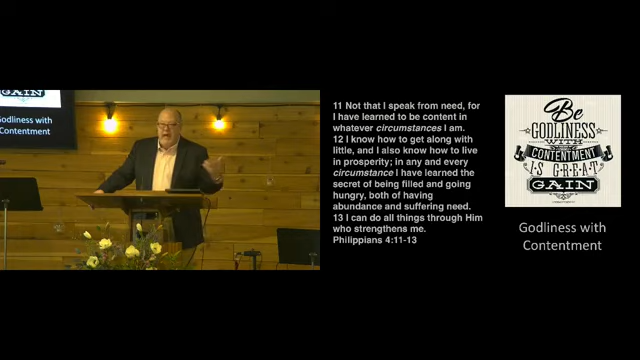 GAIN
Godliness with
Contentment
11 Not that I speak from need, for
I have learned to be content in
whatever circumstances I am.
12 I know how to get along with
little, and I also know how to live
in prosperity; in any and every
circumstance I have learned the
secret of being filled and going
hungry, both of having
abundance and suffering need.
13 I can do all things through Him
who strengthens me.
Philippians 4:11-13
Be
GODLINESS
WITH
CONTENTMENT
IS GREAT
GAIN
Godliness with
Contentment